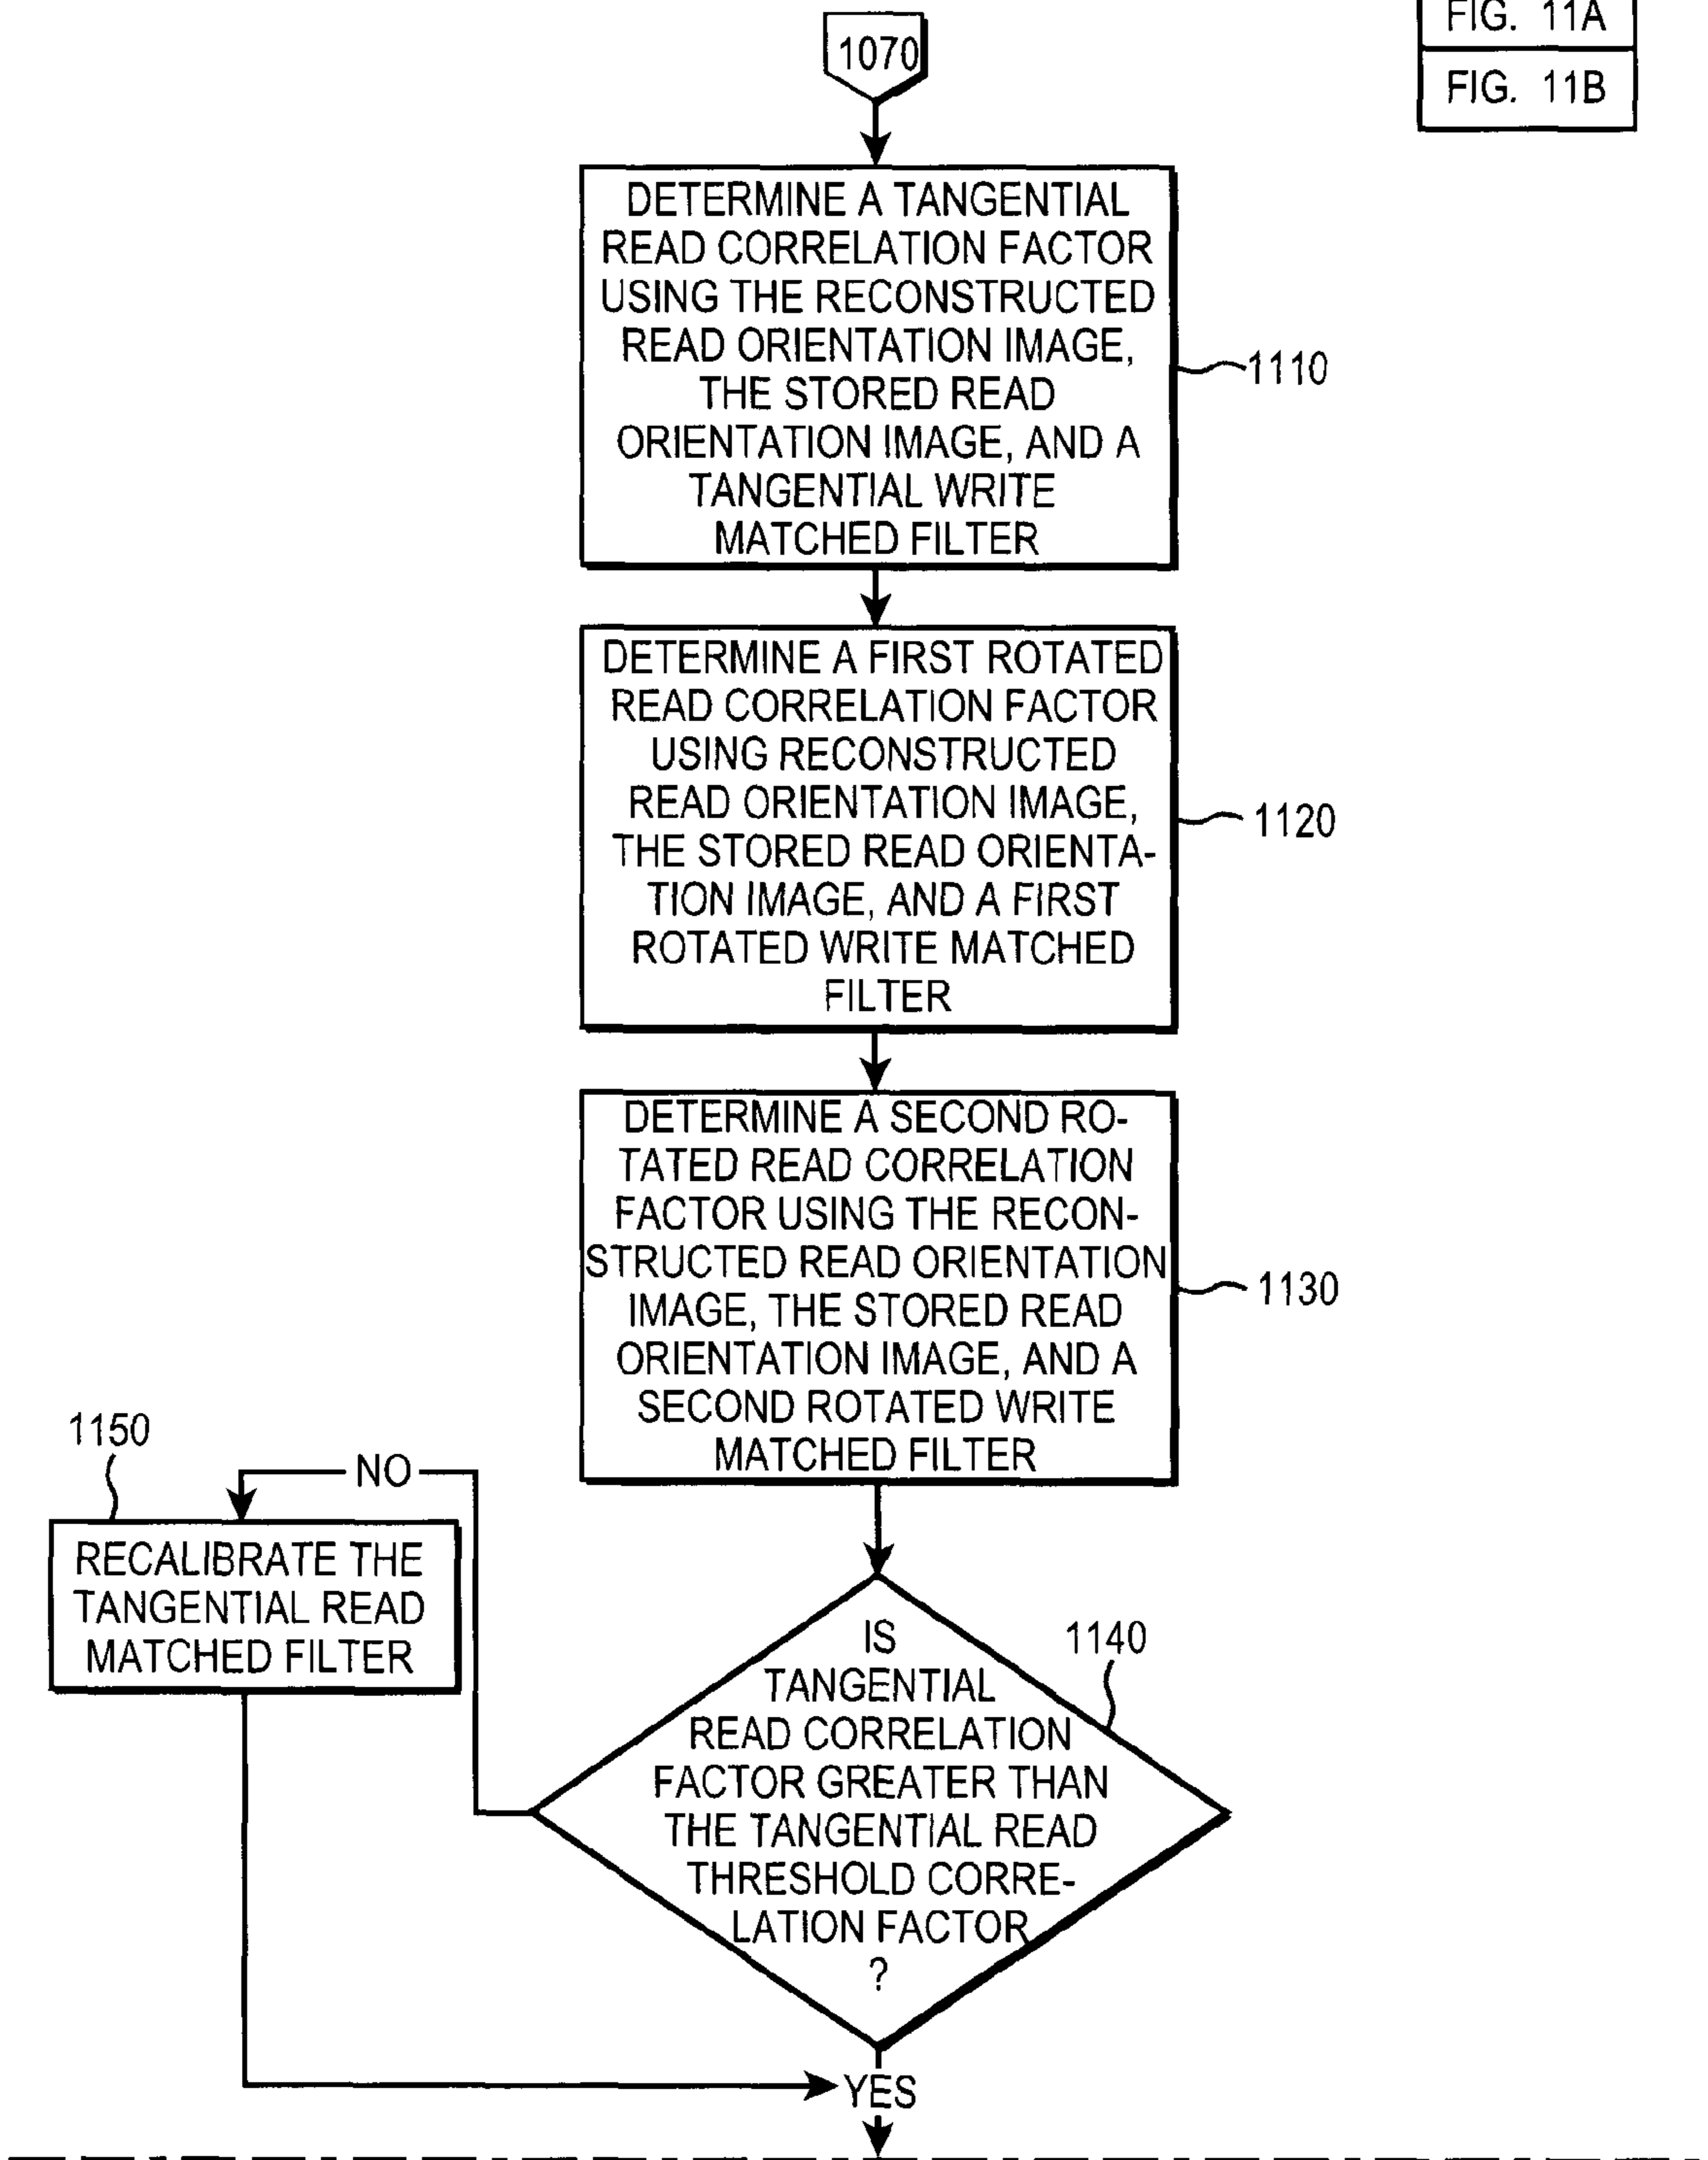 FIG. 11A
FIG. 11B
1070
DETERMINE A TANGENTIAL
READ CORRELATION FACTOR
USING THE RECONSTRUCTED
READ ORIENTATION IMAGE,
THE STORED READ
ORIENTATION IMAGE, AND A
TANGENTIAL WRITE
MATCHED FILTER
1110
DETERMINE A FIRST ROTATED
READ CORRELATION FACTOR
USING RECONSTRUCTED
READ ORIENTATION IMAGE,
THE STORED READ ORIENTA-
TION IMAGE, AND A FIRST
ROTATED WRITE MATCHED
FILTER
1120
DETERMINE A SECOND RO-
TATED READ CORRELATION
FACTOR USING THE RECON-
STRUCTED READ ORIENTATION
IMAGE, THE STORED READ
ORIENTATION IMAGE, AND A
SECOND ROTATED WRITE
MATCHED FILTER
1130
1150
NO
RECALIBRATE THE
TANGENTIAL READ
MATCHED FILTER
IS
TANGENTIAL
READ CORRELATION
FACTOR GREATER THAN
THE TANGENTIAL READ
THRESHOLD CORRE-
LATION FACTOR
?
1140
YES